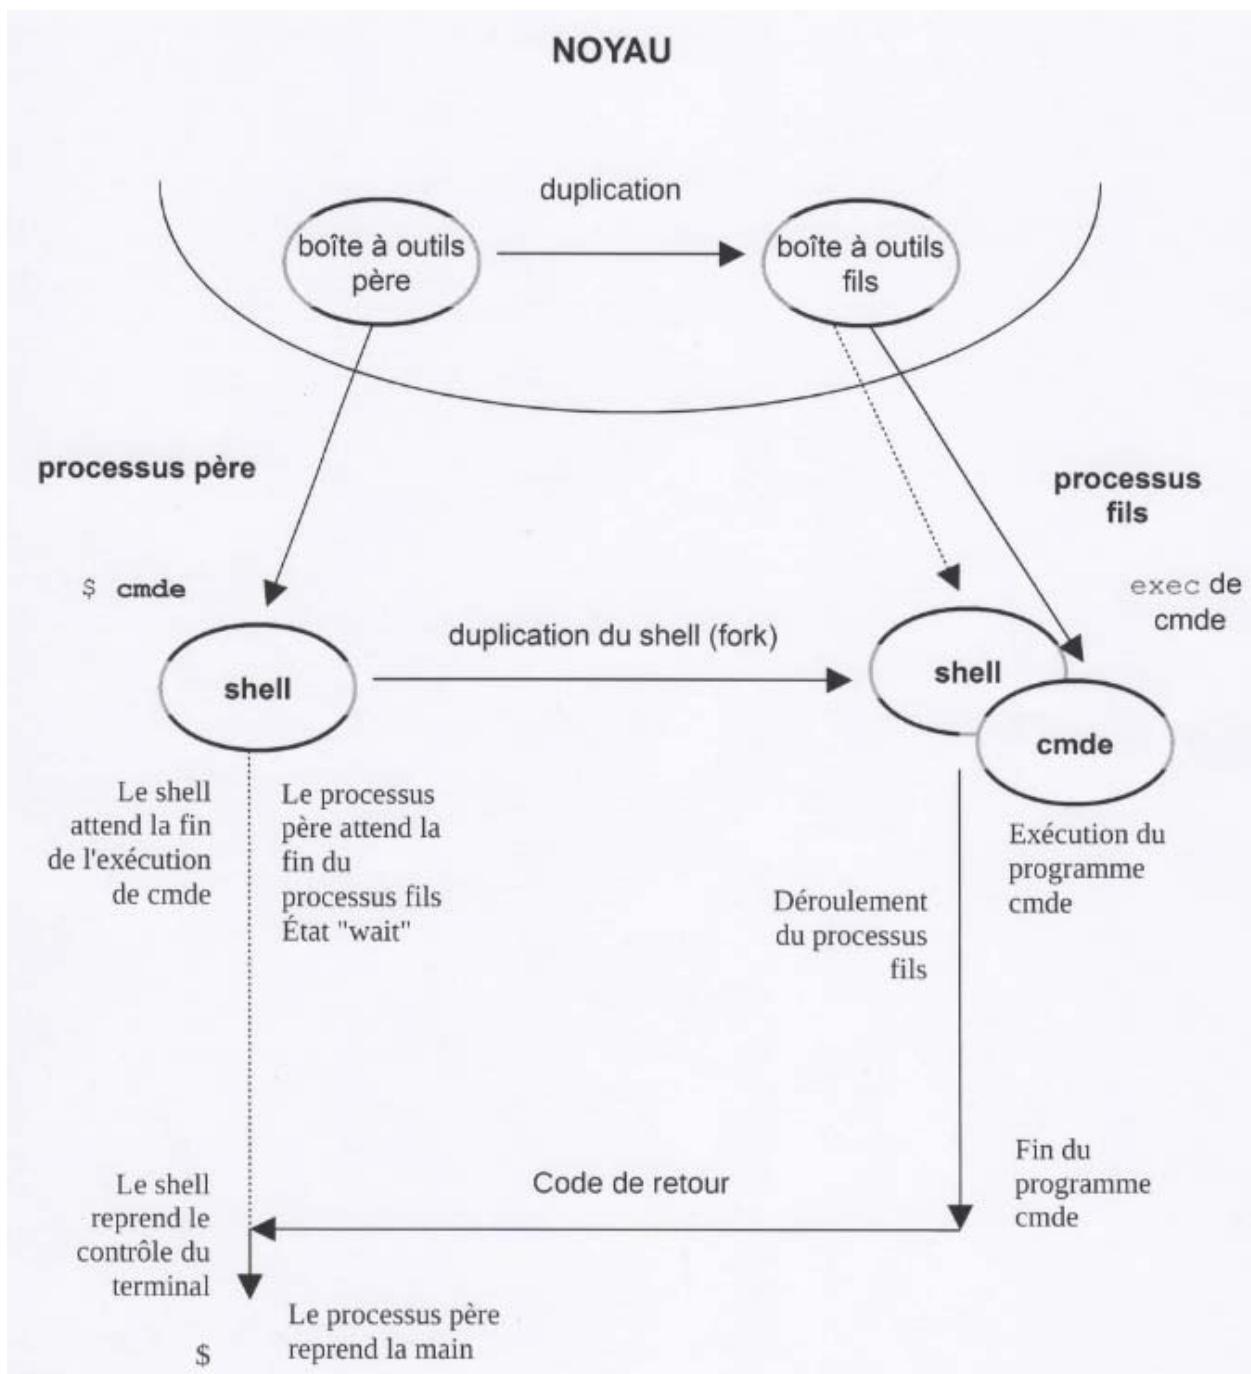 NOYAU
duplication
boîte à outils
père
boîte à outils
fils
processus père
processus
fils
$ cmde
exec de
cmde
duplication du shell (fork)
shell
shell
cmde
Le shell
attend la fin
de l'exécution
de cmde
Le processus
père attend la
fin du
processus fils
État "wait"
Déroulement
du processus
fils
Exécution du
programme
cmde
Code de retour
Fin du
programme
cmde
Le shell
reprend le
contrôle du
terminal
$
Le processus père
reprend la main